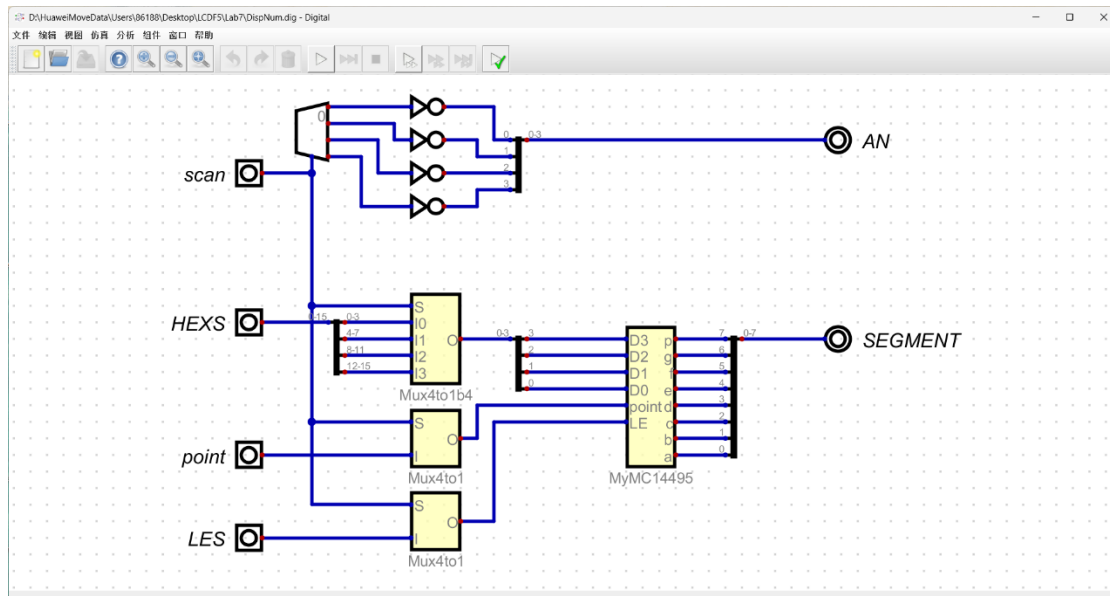 D:\HuaweiMoveData\Users\86188\Desktop\LCDF5\Lab7\DispNum.dig - Digital
文件 编辑 视图 仿真 分析 组件 窗口 帮助
0
0 0-3
1
2
3
AN
scan
HEXS
0-15
0-3
4-7
8-11
12-15
S
I0
I1
I2
I3
O
Mux4to1b4
0-3
3
2
1
0
D3
D2
D1
D0
point
LE
p
g
f
e
d
c
b
a
MyMC14495
7
6
5
4
3
2
1
0
0-7
SEGMENT
point
S
I
O
Mux4to1
LES
S
I
O
Mux4to1